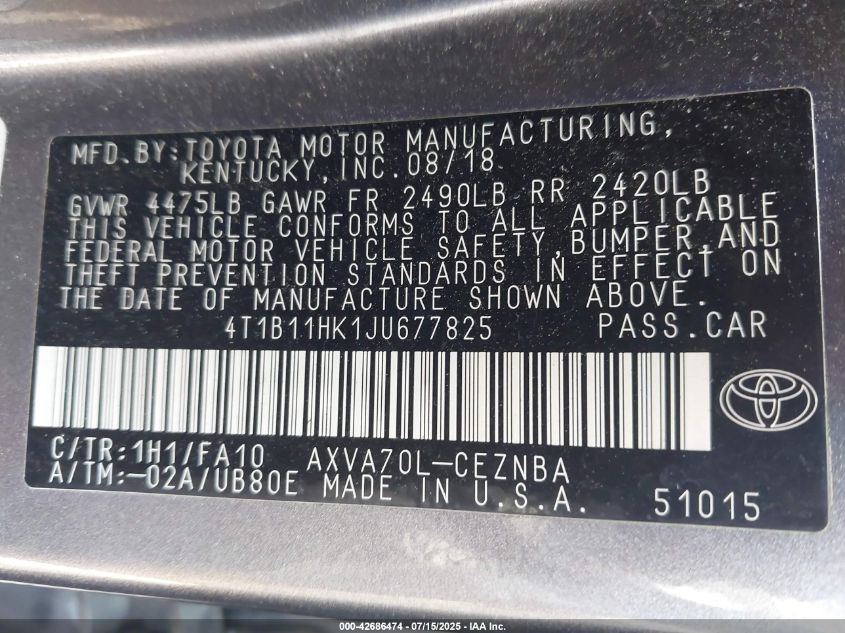 MFD.BY:TOYOTA MOTOR MANUFACTURING,
KENTUCKY,INC.08/18
GVWR 4475LB GAWR FR 2490LB RR 2420LB
THIS VEHICLE CONFORMS TO ALL APPLICABLE
FEDERAL MOTOR VEHICLE SAFETY,BUMPER,AND
THEFT PREVENTION STANDARDS IN EFFECT ON
THE DATE OF MANUFACTURE SHOWN ABOVE.
4T1B11HK1JU677825 PASS.CAR
C/TR:1H1/FA10 AXVA70L-CEZNBA
A/TM:-02A/UB80E MADE IN U.S.A. 51015
000-42686474 - 07/15/2025 - IAA, Inc.